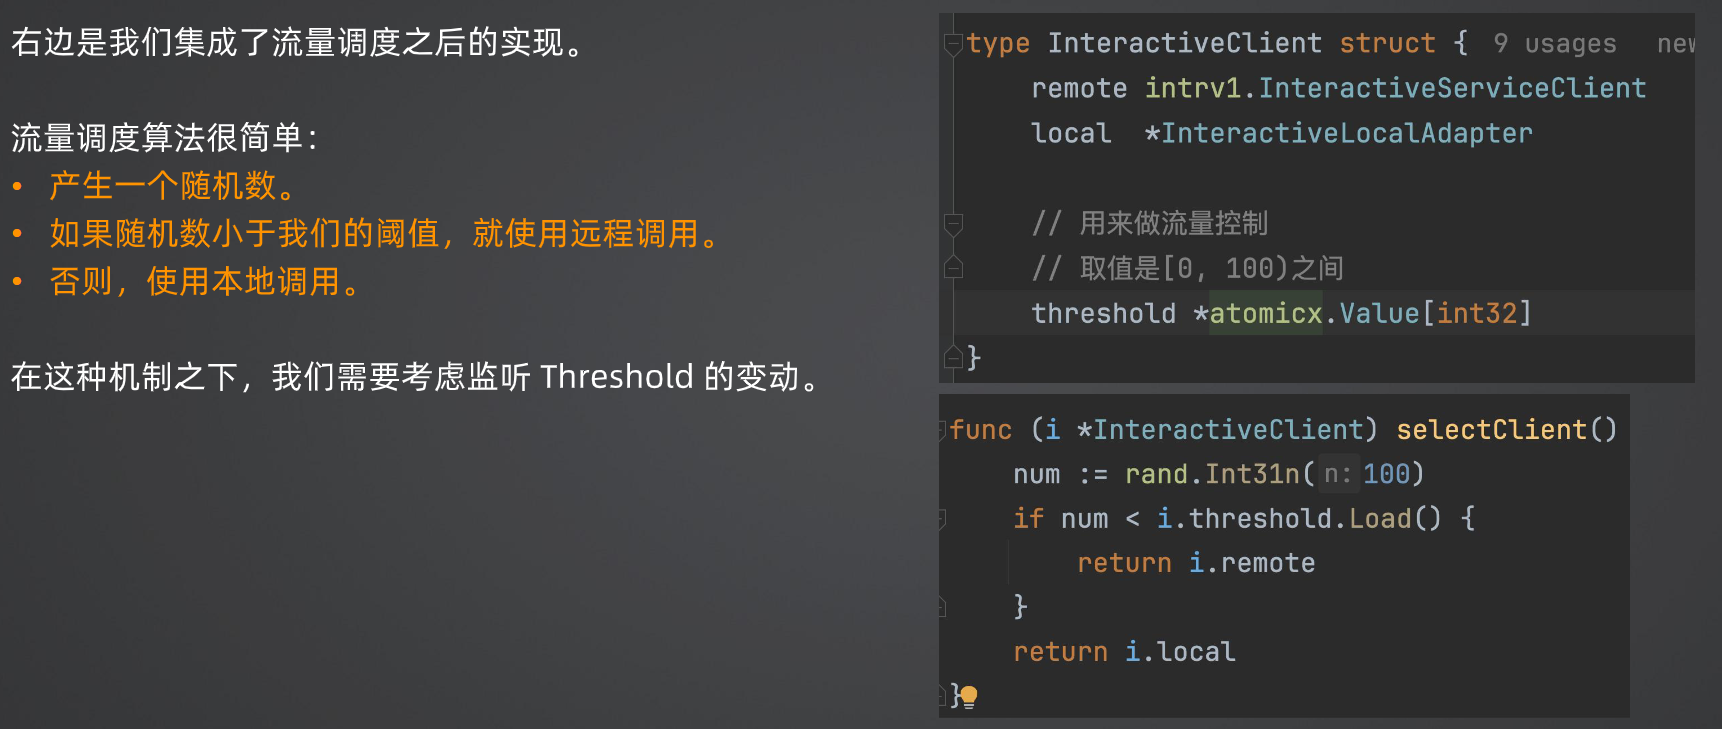 右边是我们集成了流量调度之后的实现。
流量调度算法很简单：
• 产生一个随机数。
• 如果随机数小于我们的阈值，就使用远程调用。
• 否则，使用本地调用。
在这种机制之下，我们需要考虑监听 Threshold 的变动。
type InteractiveClient struct { 9 usages new
remote intrv1.InteractiveServiceClient
local *InteractiveLocalAdapter
// 用来做流量控制
// 取值是[0, 100)之间
threshold *atomicx.Value[int32]
}
func (i *InteractiveClient) selectClient()
num := rand.Int31n( n: 100)
if num < i.threshold.Load() {
return i.remote
}
return i.local
}